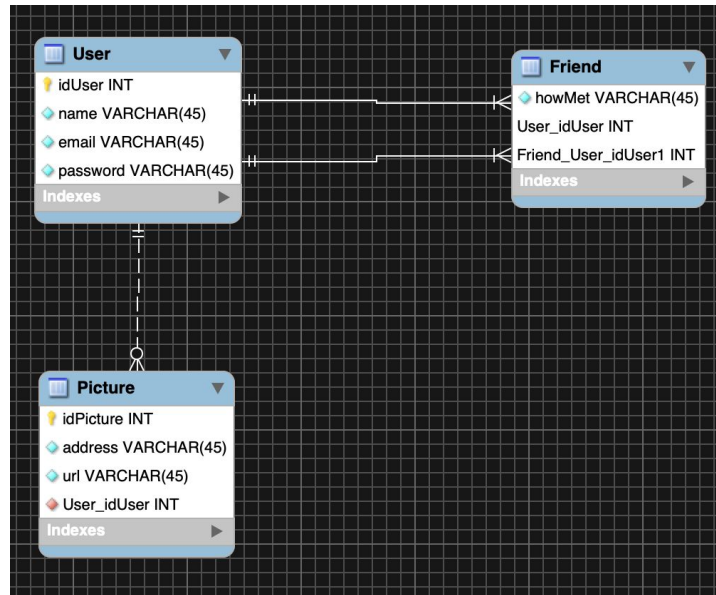 User
idUser INT
name VARCHAR(45)
email VARCHAR(45)
password VARCHAR(45)
Indexes
Friend
howMet VARCHAR(45)
User_idUser INT
Friend_User_idUser1 INT
Indexes
Picture
idPicture INT
address VARCHAR(45)
url VARCHAR(45)
User_idUser INT
Indexes